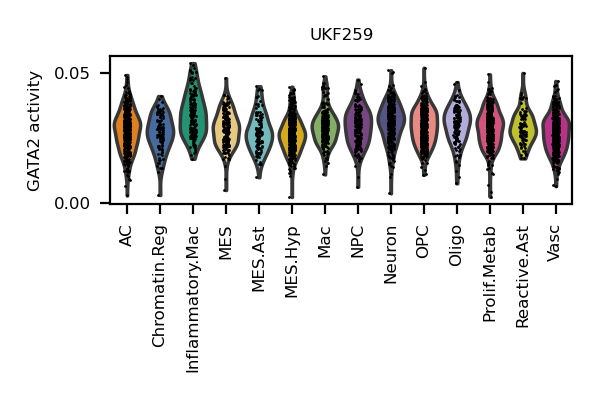 UKF259
GATA2 activity
0.05
0.00
AC
Chromatin.Reg
Inflammatory.Mac
MES
MES.Ast
MES.Hyp
Mac
NPC
Neuron
OPC
Oligo
Prolif.Metab
Reactive.Ast
Vasc